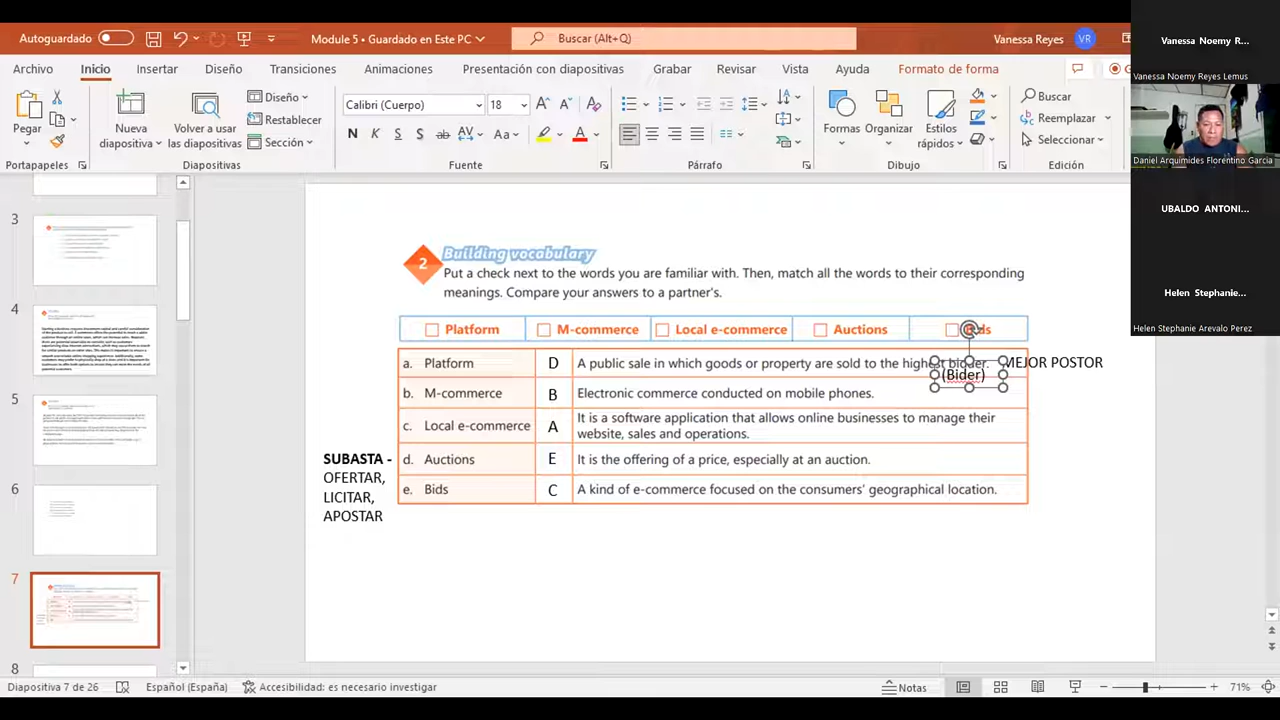 Autoguardado
Module 5 • Guardado en Este PC
Buscar (Alt+Q)
Vanessa Reyes
VR
Archivo Inicio Insertar Diseño Transiciones Animaciones Presentación con diapositivas Grabar Revisar Vista Ayuda Formato de forma
Pegar
Portapapeles
Nueva diapositiva
Volver a usar las diapositivas
Diseño
Restablecer
Sección
Diapositivas
Calibri (Cuerpo) 18
N K S S ab AV Aa A
Fuente
Párrafo
Formas
Organizar
Estilos rápidos
Dibujo
Buscar
Reemplazar
Seleccionar
Edición
Vanessa Noemy R...
Vanessa Noemy Reyes Lemus
Daniel Arquimides Florentino Garcia
UBALDO ANTONI...
Helen Stephanie...
Helen Stephanie Arevalo Perez
3
4
5
6
7
8
2
Building vocabulary
Put a check next to the words you are familiar with. Then, match all the words to their corresponding
meanings. Compare your answers to a partner's.
Platform M-commerce Local e-commerce Auctions
a. Platform D A public sale in which goods or property are sold to the highest bidder. MEJOR POSTOR
(Bider)
b. M-commerce B Electronic commerce conducted on mobile phones.
c. Local e-commerce A It is a software application that allows online businesses to manage their
website, sales and operations.
d. Auctions E It is the offering of a price, especially at an auction.
e. Bids C A kind of e-commerce focused on the consumers' geographical location.
SUBASTA -
OFERTAR,
LICITAR,
APOSTAR
Diapositiva 7 de 26
Español (España)
Accesibilidad: es necesario investigar
Notas
71%